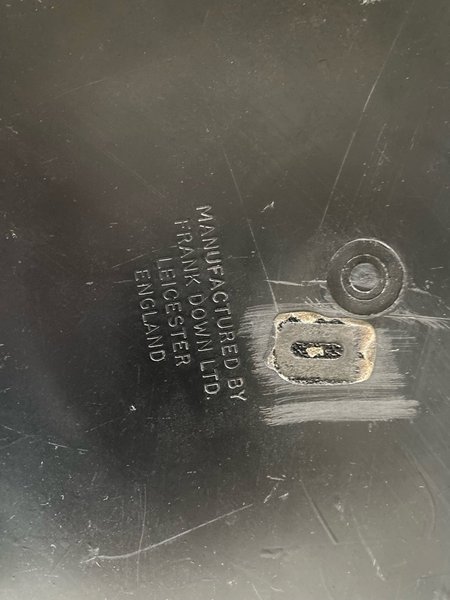 MANUFACTURED BY
FRANK DOWN LTD.
LEICESTER
ENGLAND